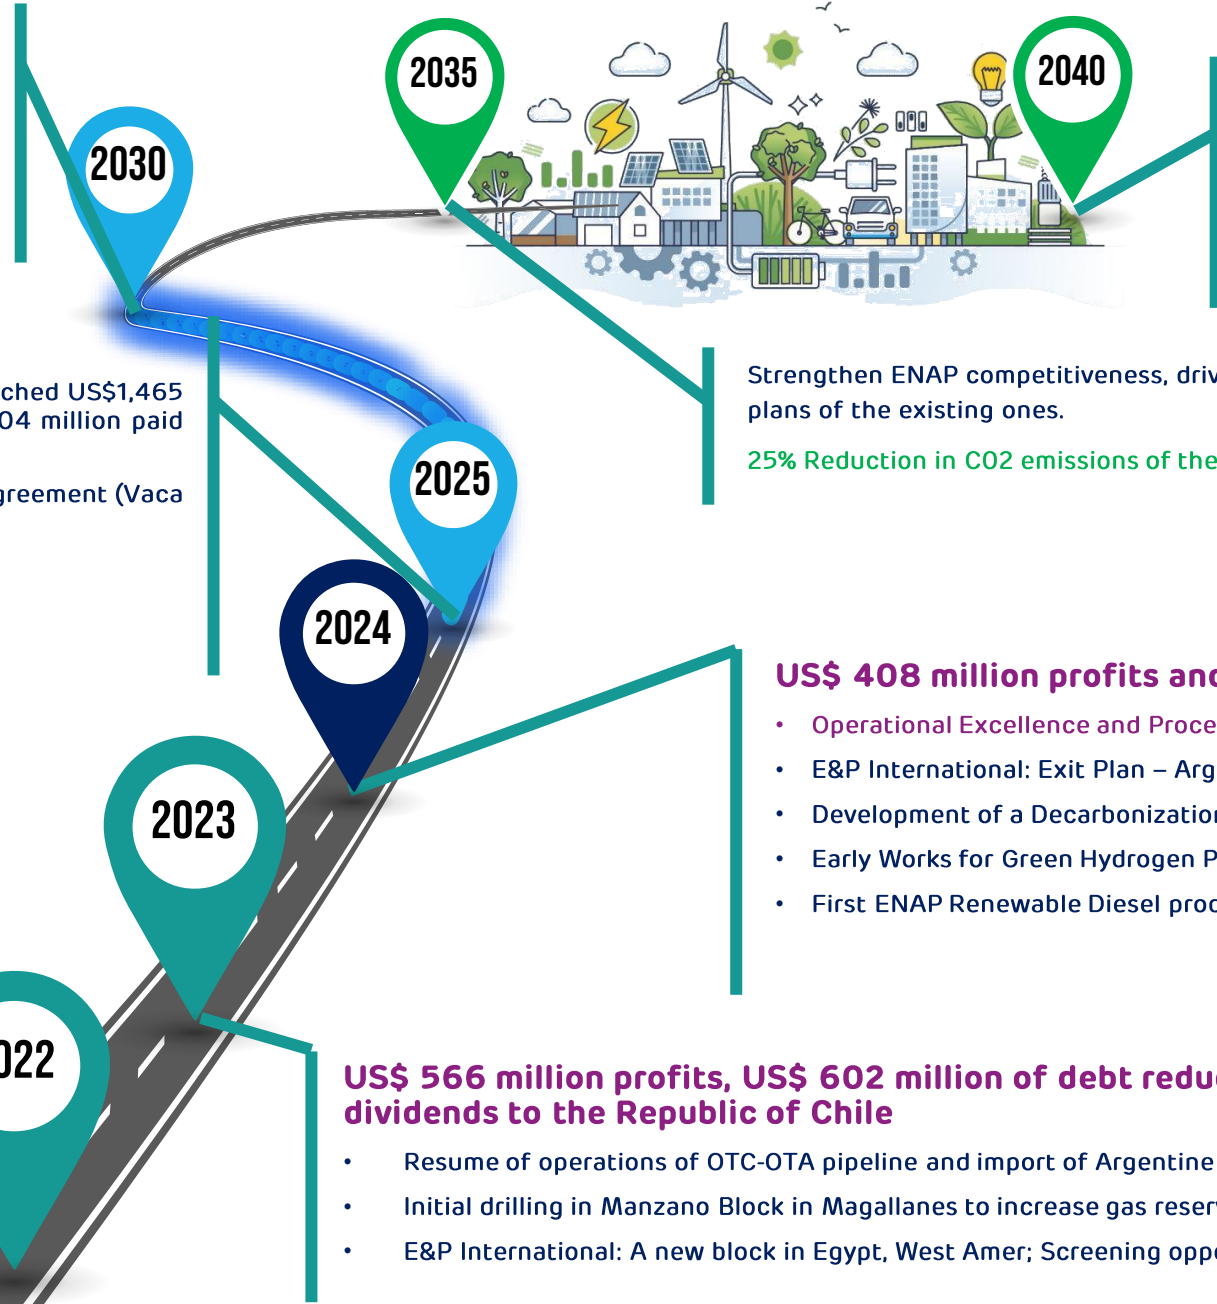 2035
2040
2030
ched US$1,465
04 million paid
greement (Vaca
Strengthen ENAP competitiveness, driv
plans of the existing ones.
25% Reduction in CO2 emissions of the
2025
2024
US$ 408 million profits and
• Operational Excellence and Proce
• E&P International: Exit Plan – Arg
• Development of a Decarbonization
• Early Works for Green Hydrogen P
• First ENAP Renewable Diesel proc
2023
022
US$ 566 million profits, US$ 602 million of debt redu
dividends to the Republic of Chile
• Resume of operations of OTC-OTA pipeline and import of Argentine
• Initial drilling in Manzano Block in Magallanes to increase gas reser
• E&P International: A new block in Egypt, West Amer; Screening oppo